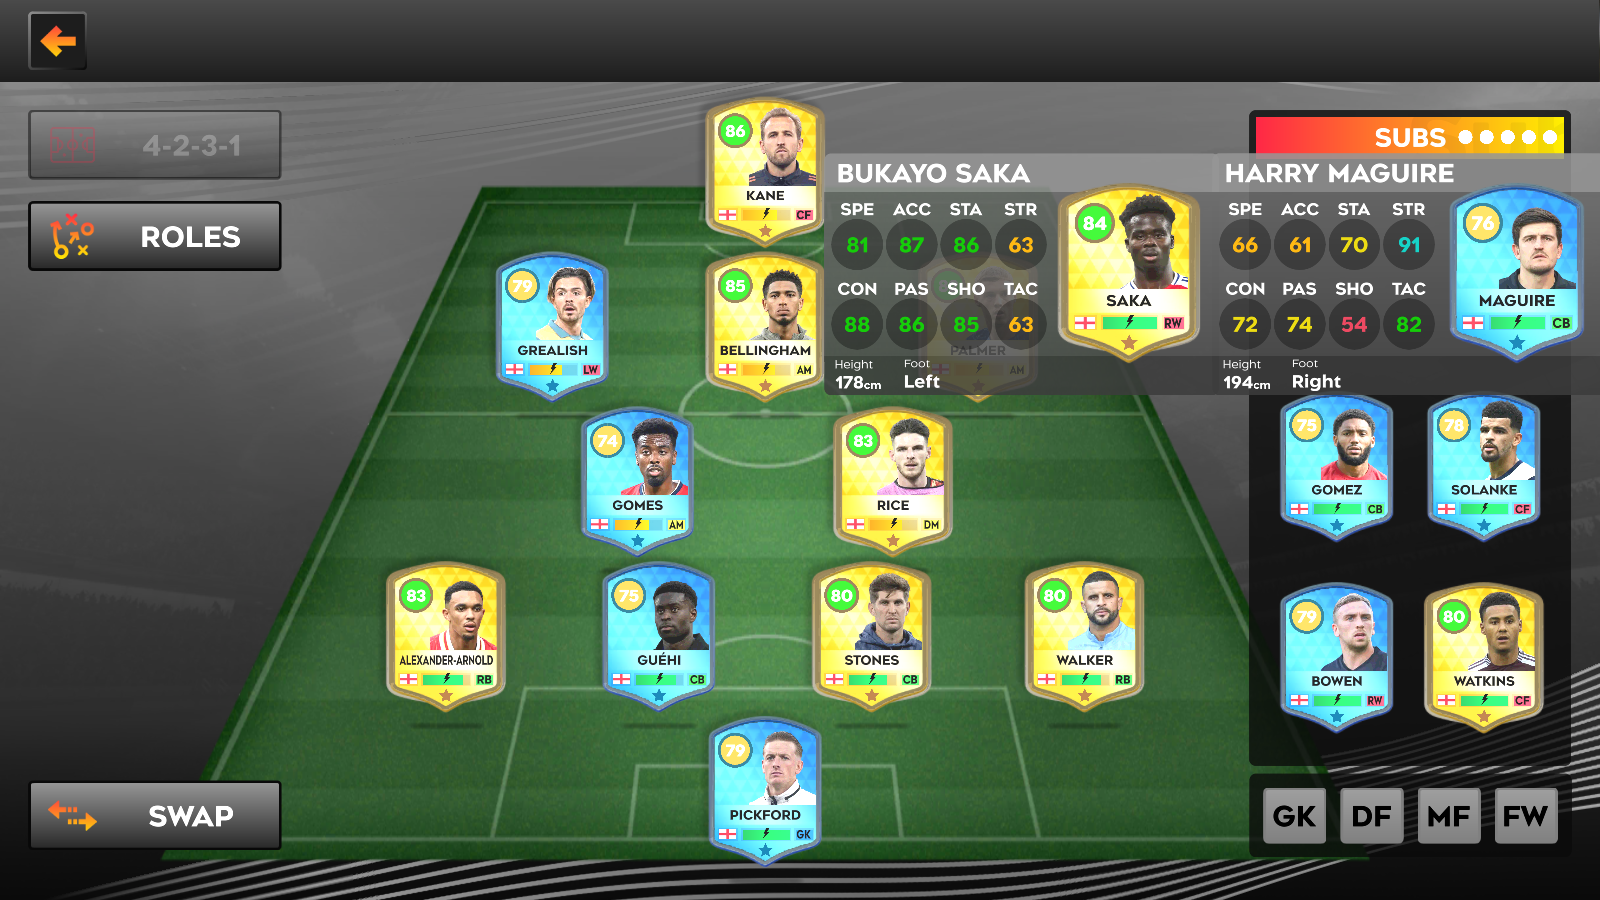 4-2-3-1
ROLES
SWAP
86
KANE
CF
79
GREALISH
LW
85
BELLINGHAM
AM
PALMER
AM
74
GOMES
AM
83
RICE
DM
83
ALEXANDER-ARNOLD
RB
75
GUÉHI
CB
80
STONES
CB
80
WALKER
RB
79
PICKFORD
GK
BUKAYO SAKA
SPE ACC STA STR
81 87 86 63
CON PAS SHO TAC
88 86 85 63
Height Foot
178cm Left
84
SAKA
RW
SUBS
HARRY MAGUIRE
SPE ACC STA STR
66 61 70 91
CON PAS SHO TAC
72 74 54 82
Height Foot
194cm Right
76
MAGUIRE
CB
75
GOMEZ
CB
78
SOLANKE
CF
79
BOWEN
RW
80
WATKINS
CF
GK DF MF FW